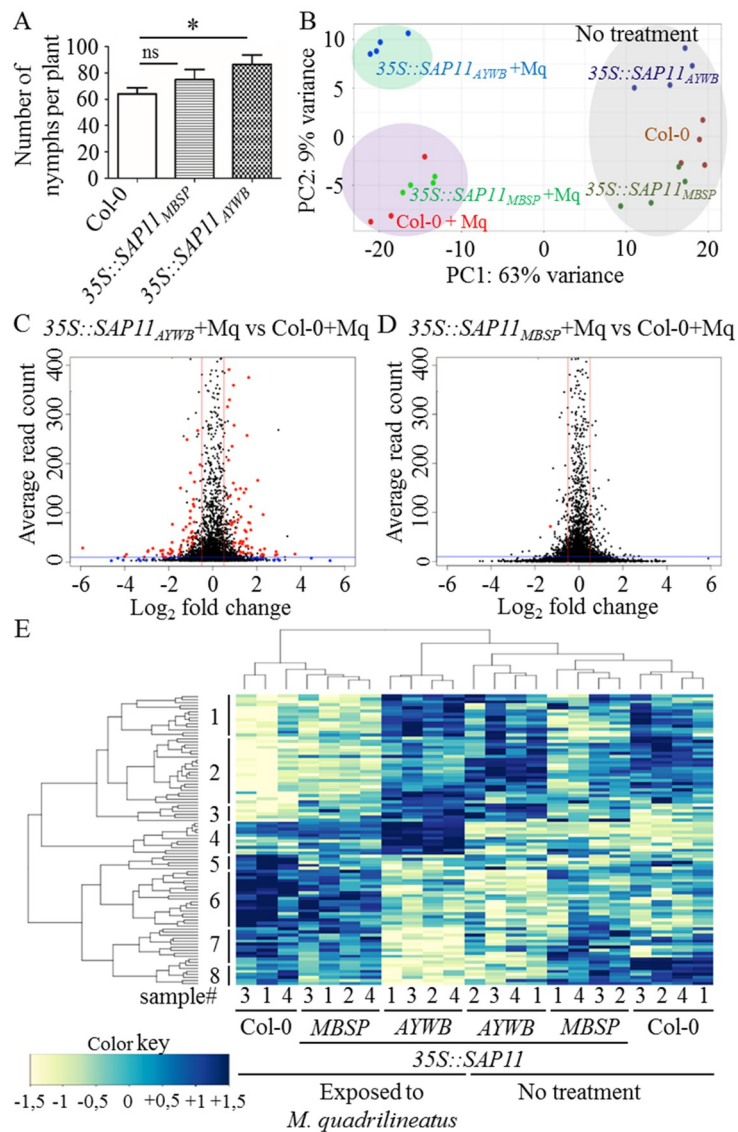 A
ns
*
Number of
nymphs per plant
100
80
60
40
20
0
Col-0
35S::SAP11MBSP
35S::SAP11AYWB
B
No treatment
35S::SAP11AYWB+Mq
35S::SAP11AYWB
Col-0
35S::SAP11MBSP+Mq
35S::SAP11MBSP
Col-0 + Mq
PC2: 9% variance
10
5
0
-5
-20 -10 0 10 20
PC1: 63% variance
C 35S::SAP11AYWB+Mq vs Col-0+Mq
Average read count
400
300
200
100
0
-6 -4 -2 0 2 4 6
Log2 fold change
D 35S::SAP11MBSP+Mq vs Col-0+Mq
Average read count
400
300
200
100
0
-6 -4 -2 0 2 4 6
Log2 fold change
E
1
2
3
4
5
6
7
8
sample# 3 1 4 3 1 2 4 1 3 2 4 2 3 4 1 1 4 3 2 3 2 4 1
Col-0 MBSP AYWB AYWB MBSP Col-0
35S::SAP11
Exposed to
M. quadrilineatus
No treatment
Color key
-1,5 -1 -0,5 0 +0,5 +1 +1,5